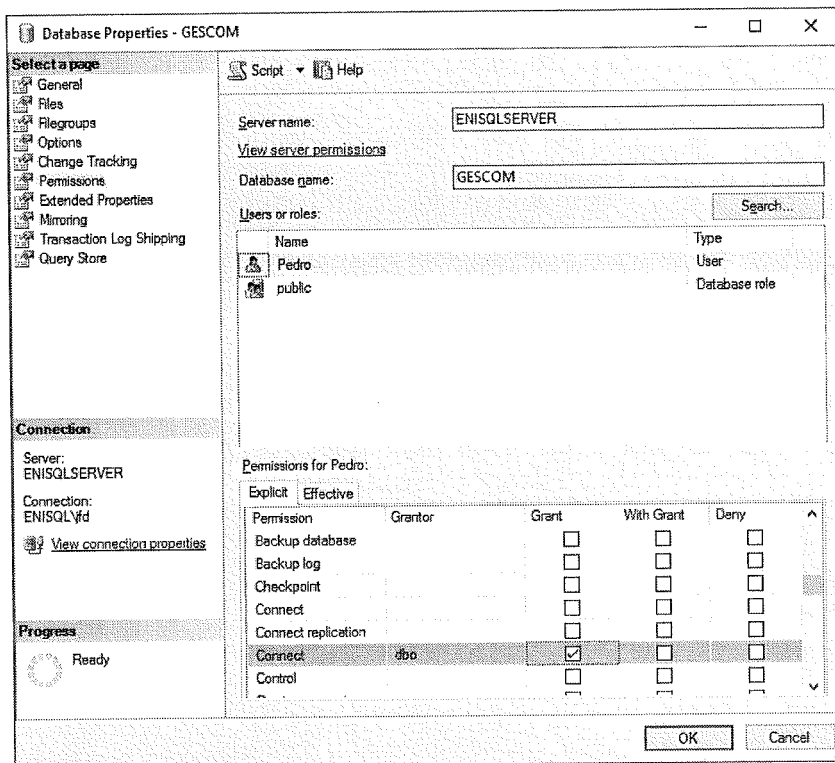 Database Properties - GESCOM
Select a page
General
Files
Filegroups
Options
Change Tracking
Permissions
Extended Properties
Mirroring
Transaction Log Shipping
Query Store
Connection
Server:
ENISQLSERVER
Connection:
ENISQL\jfd
View connection properties
Progress
Ready
Script Help
Server name: ENISQLSERVER
View server permissions
Database name: GESCOM
Users or roles: Search...
Name Type
Pedro User
public Database role
Permissions for Pedro:
Explicit Effective
Permission Grantor Grant With Grant Deny
Backup database
Backup log
Checkpoint
Connect
Connect replication
Connect dbo
Control
OK Cancel